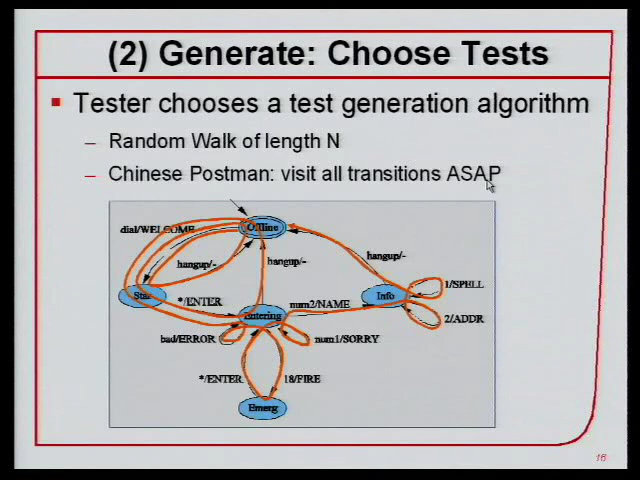 (2) Generate: Choose Tests
Tester chooses a test generation algorithm
– Random Walk of length N
– Chinese Postman: visit all transitions ASAP
dial/WELCOME
Offline
hangup/-
hangup/-
hangup/-
Star
*/ENTER
num2/NAME
Info
1/SPELL
Entering
2/ADDR
bad/ERROR
num1/SORRY
*/ENTER
18/FIRE
Emerg
16